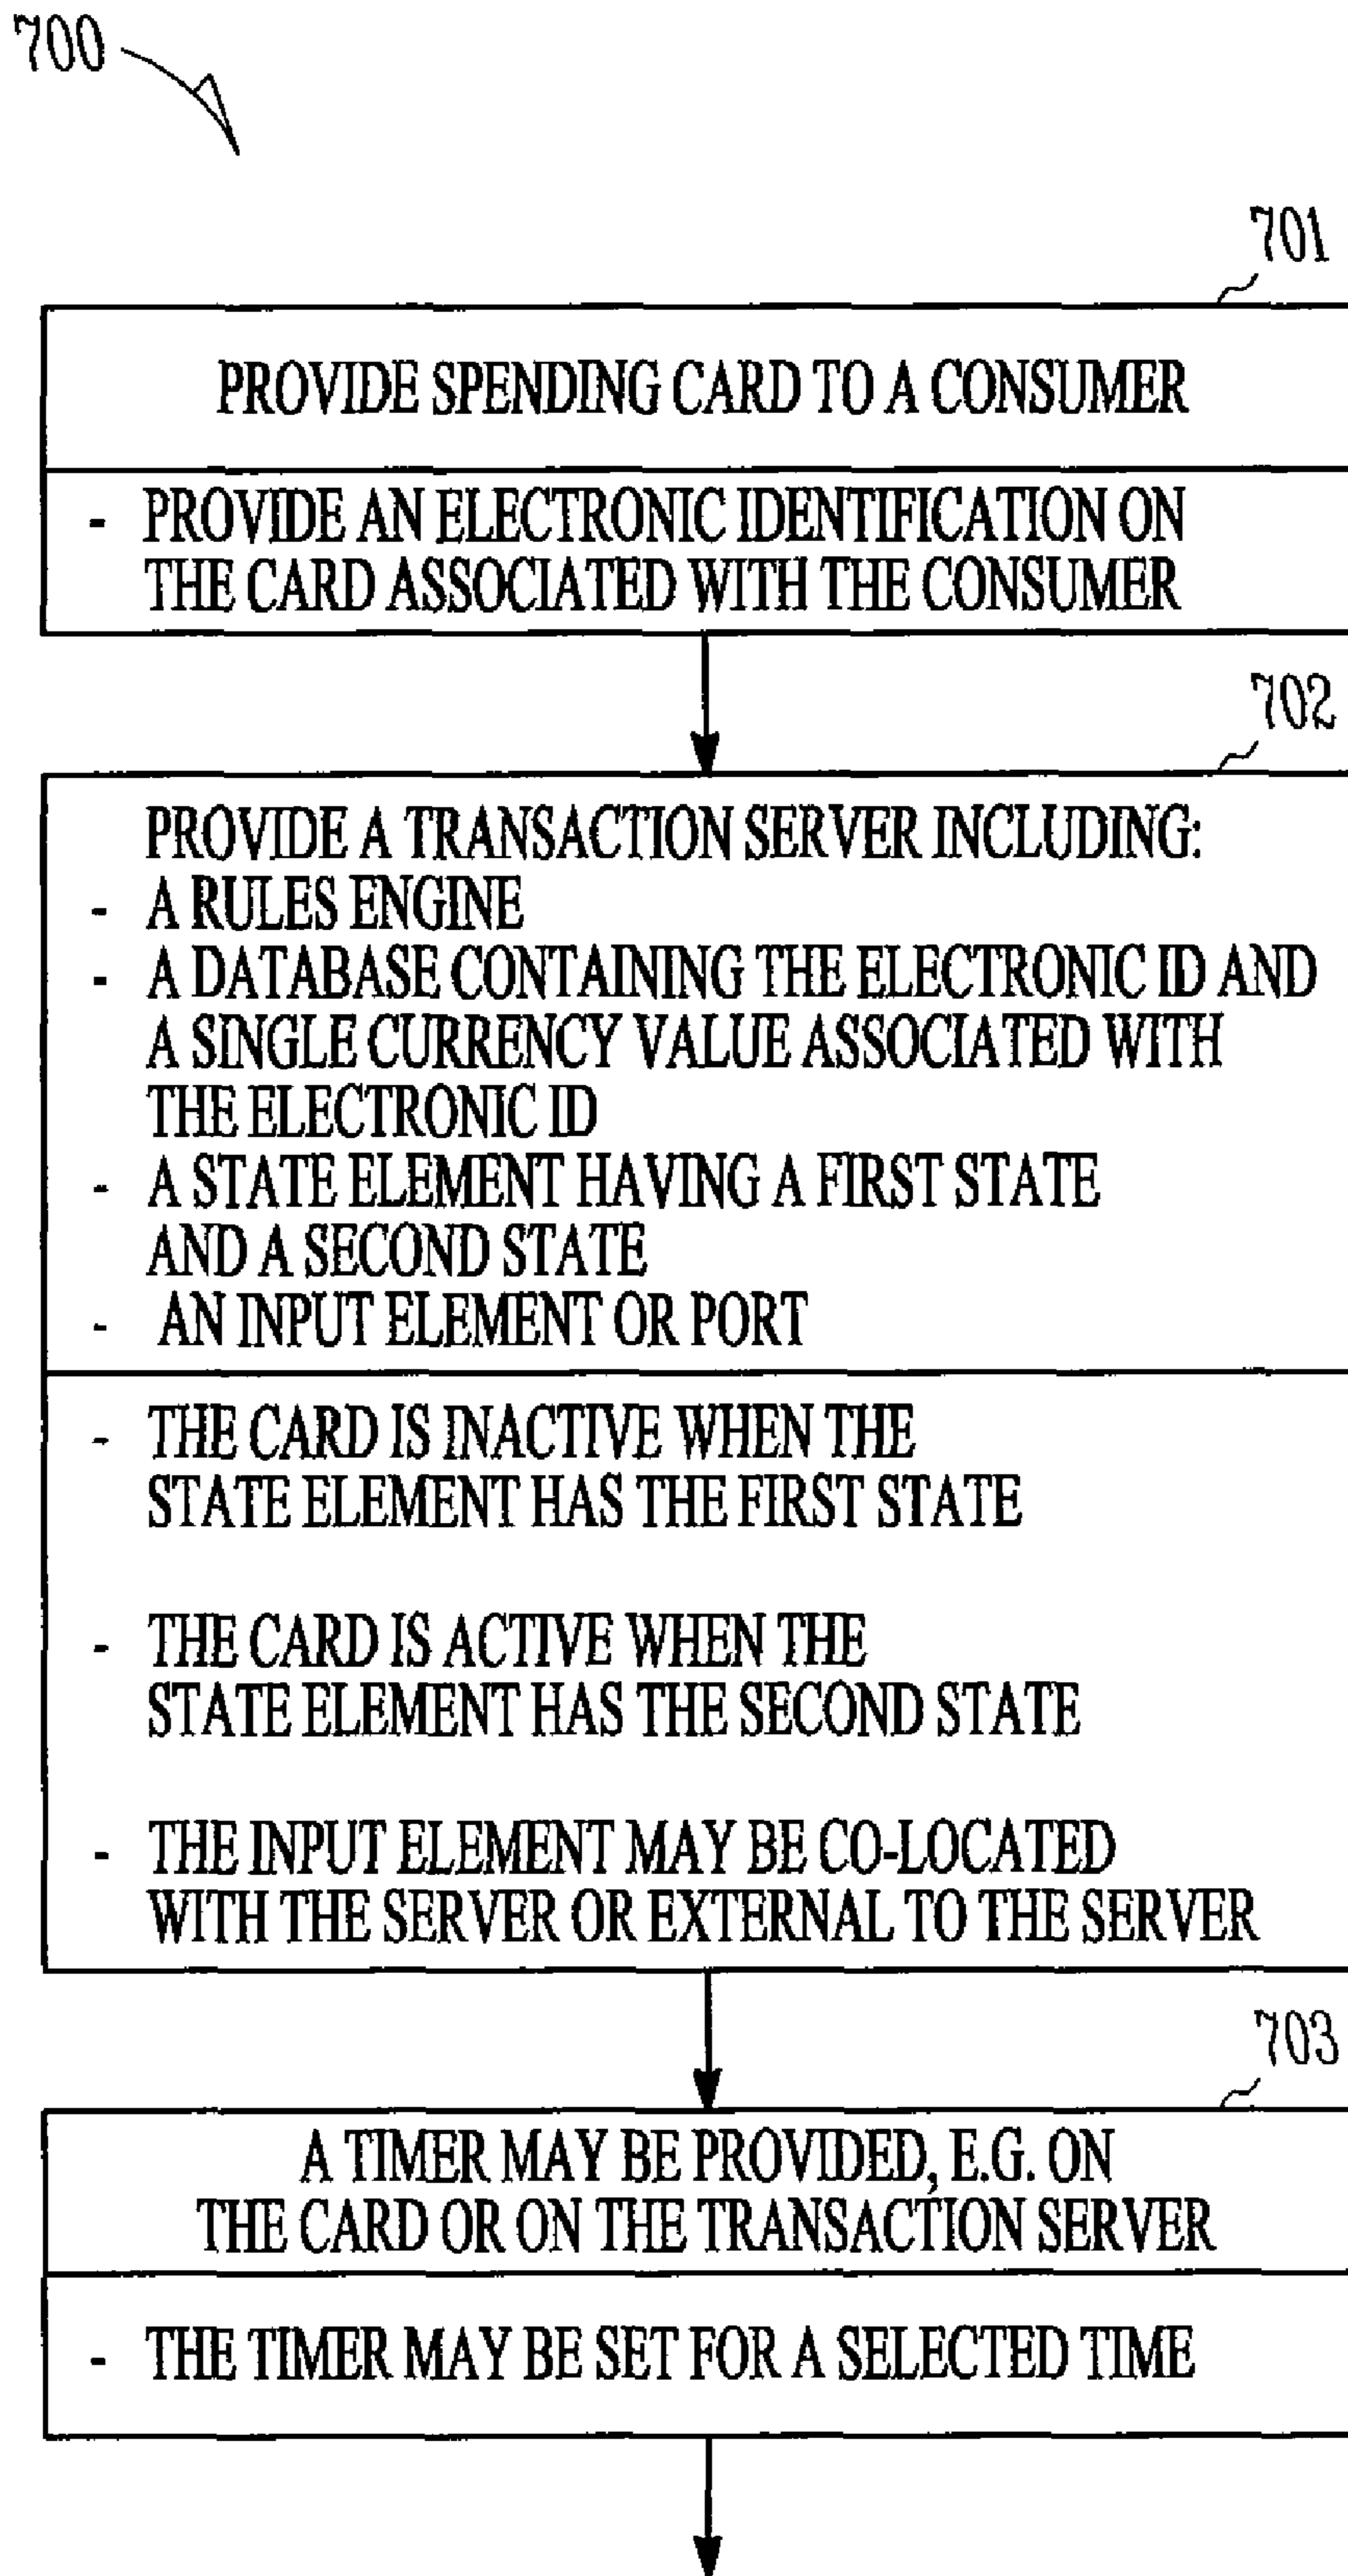 700
701
PROVIDE SPENDING CARD TO A CONSUMER
- PROVIDE AN ELECTRONIC IDENTIFICATION ON
THE CARD ASSOCIATED WITH THE CONSUMER
702
PROVIDE A TRANSACTION SERVER INCLUDING:
- A RULES ENGINE
- A DATABASE CONTAINING THE ELECTRONIC ID AND
A SINGLE CURRENCY VALUE ASSOCIATED WITH
THE ELECTRONIC ID
- A STATE ELEMENT HAVING A FIRST STATE
AND A SECOND STATE
- AN INPUT ELEMENT OR PORT
- THE CARD IS INACTIVE WHEN THE
STATE ELEMENT HAS THE FIRST STATE
- THE CARD IS ACTIVE WHEN THE
STATE ELEMENT HAS THE SECOND STATE
- THE INPUT ELEMENT MAY BE CO-LOCATED
WITH THE SERVER OR EXTERNAL TO THE SERVER
703
A TIMER MAY BE PROVIDED, E.G. ON
THE CARD OR ON THE TRANSACTION SERVER
- THE TIMER MAY BE SET FOR A SELECTED TIME